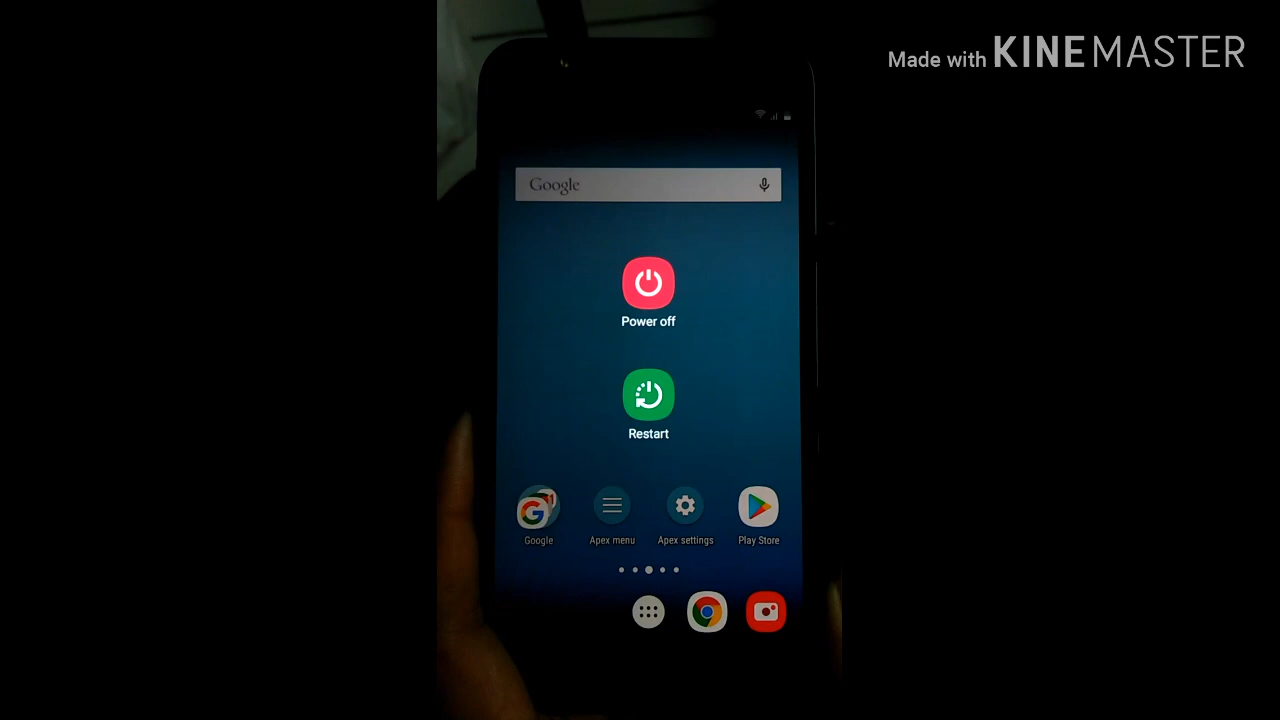 Made with KINEMASTER
Google
Power off
Restart
Google
Apex menu
Apex settings
Play Store